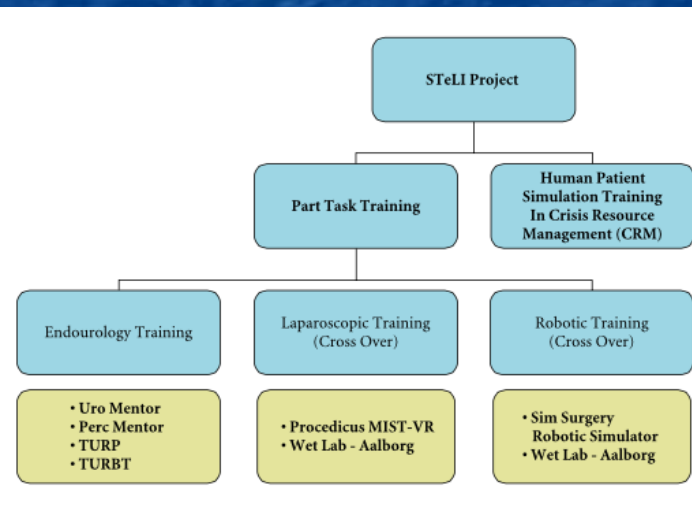 STeLI Project
Part Task Training
Human Patient
Simulation Training
In Crisis Resource
Management (CRM)
Endourology Training
Laparoscopic Training
(Cross Over)
Robotic Training
(Cross Over)
• Uro Mentor
• Perc Mentor
• TURP
• TURBT
• Procedicus MIST-VR
• Wet Lab - Aalborg
• Sim Surgery
Robotic Simulator
• Wet Lab - Aalborg